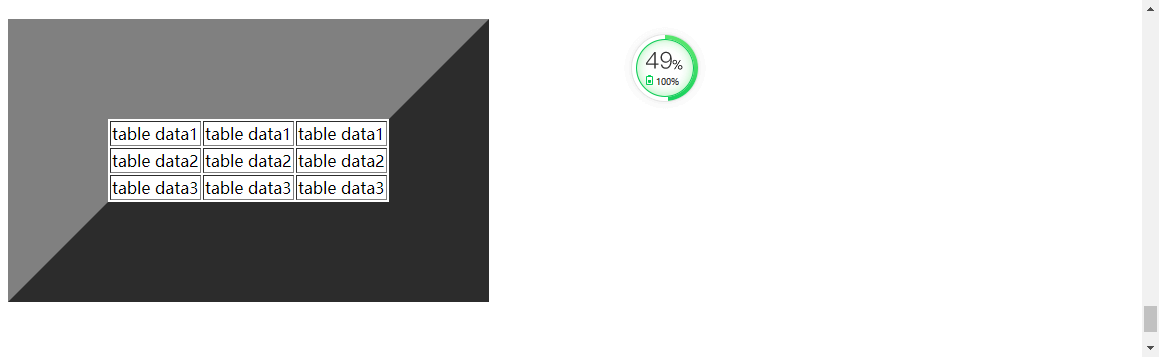 table data1 table data1 table data1
table data2 table data2 table data2
table data3 table data3 table data3
49%
100%